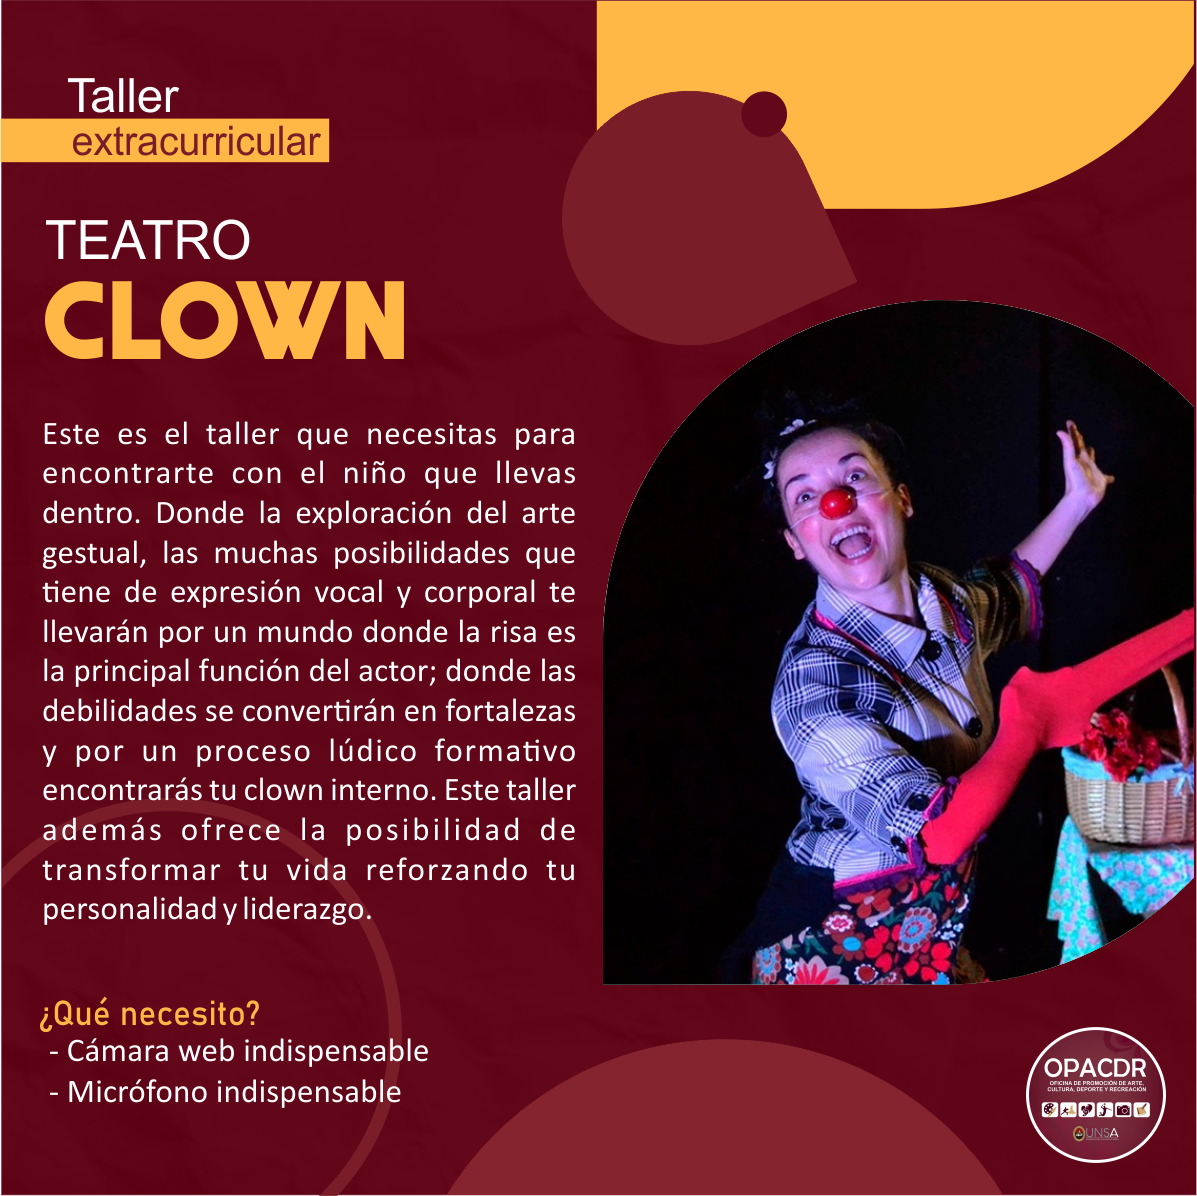 Taller
extracurricular
TEATRO
CLOWN
Este es el taller que necesitas para
encontrarte con el niño que llevas
dentro. Donde la exploración del arte
gestual, las muchas posibilidades que
tiene de expresión vocal y corporal te
llevarán por un mundo donde la risa es
la principal función del actor; donde las
debilidades se convertirán en fortalezas
y por un proceso lúdico formativo
encontrarás tu clown interno. Este taller
además ofrece la posibilidad de
transformar tu vida reforzando tu
personalidad y liderazgo.
¿Qué necesito?
- Cámara web indispensable
- Micrófono indispensable
OPACDR
OFICINA DE PROMOCIÓN DE ARTE,
CULTURA, DEPORTE Y RECREACIÓN
UNSA